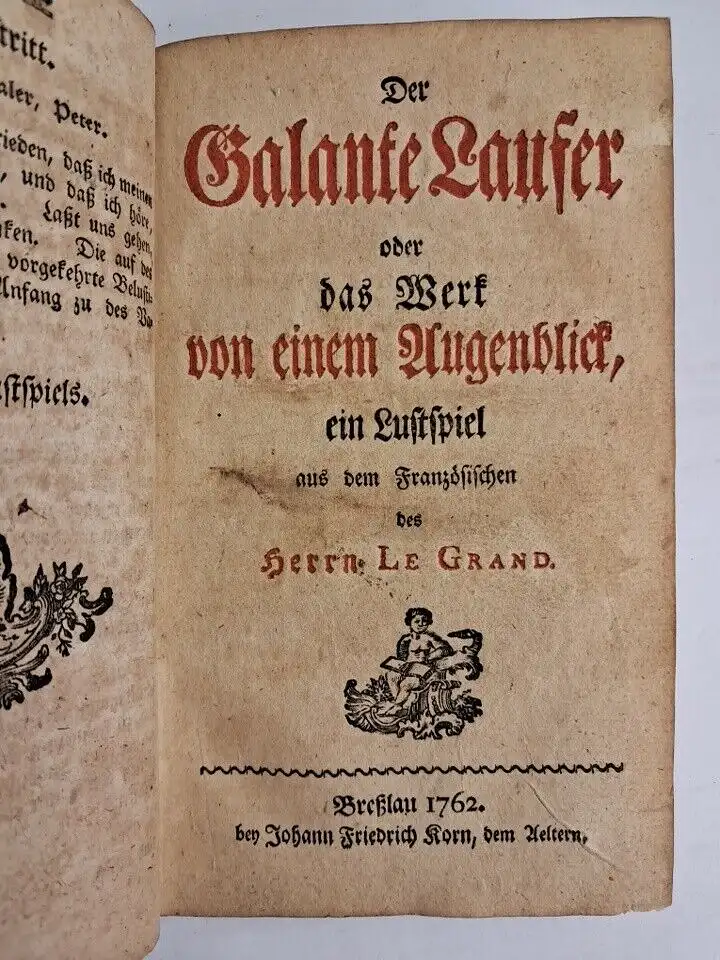 tritt.
aler, Peter.
rieden, daß ich meinen
, und daß ich höre,
. Laßt uns gehen,
ken. Die auf des
vorgekehrte Belusti-
Anfang zu des
stspiels.
Der
Galante Laufer
oder
das Werk
von einem Augenblick,
ein Lustspiel
aus dem Französischen
des
Herrn LE GRAND.
Breßlau 1762.
bey Johann Friedrich Korn, dem Aeltern.